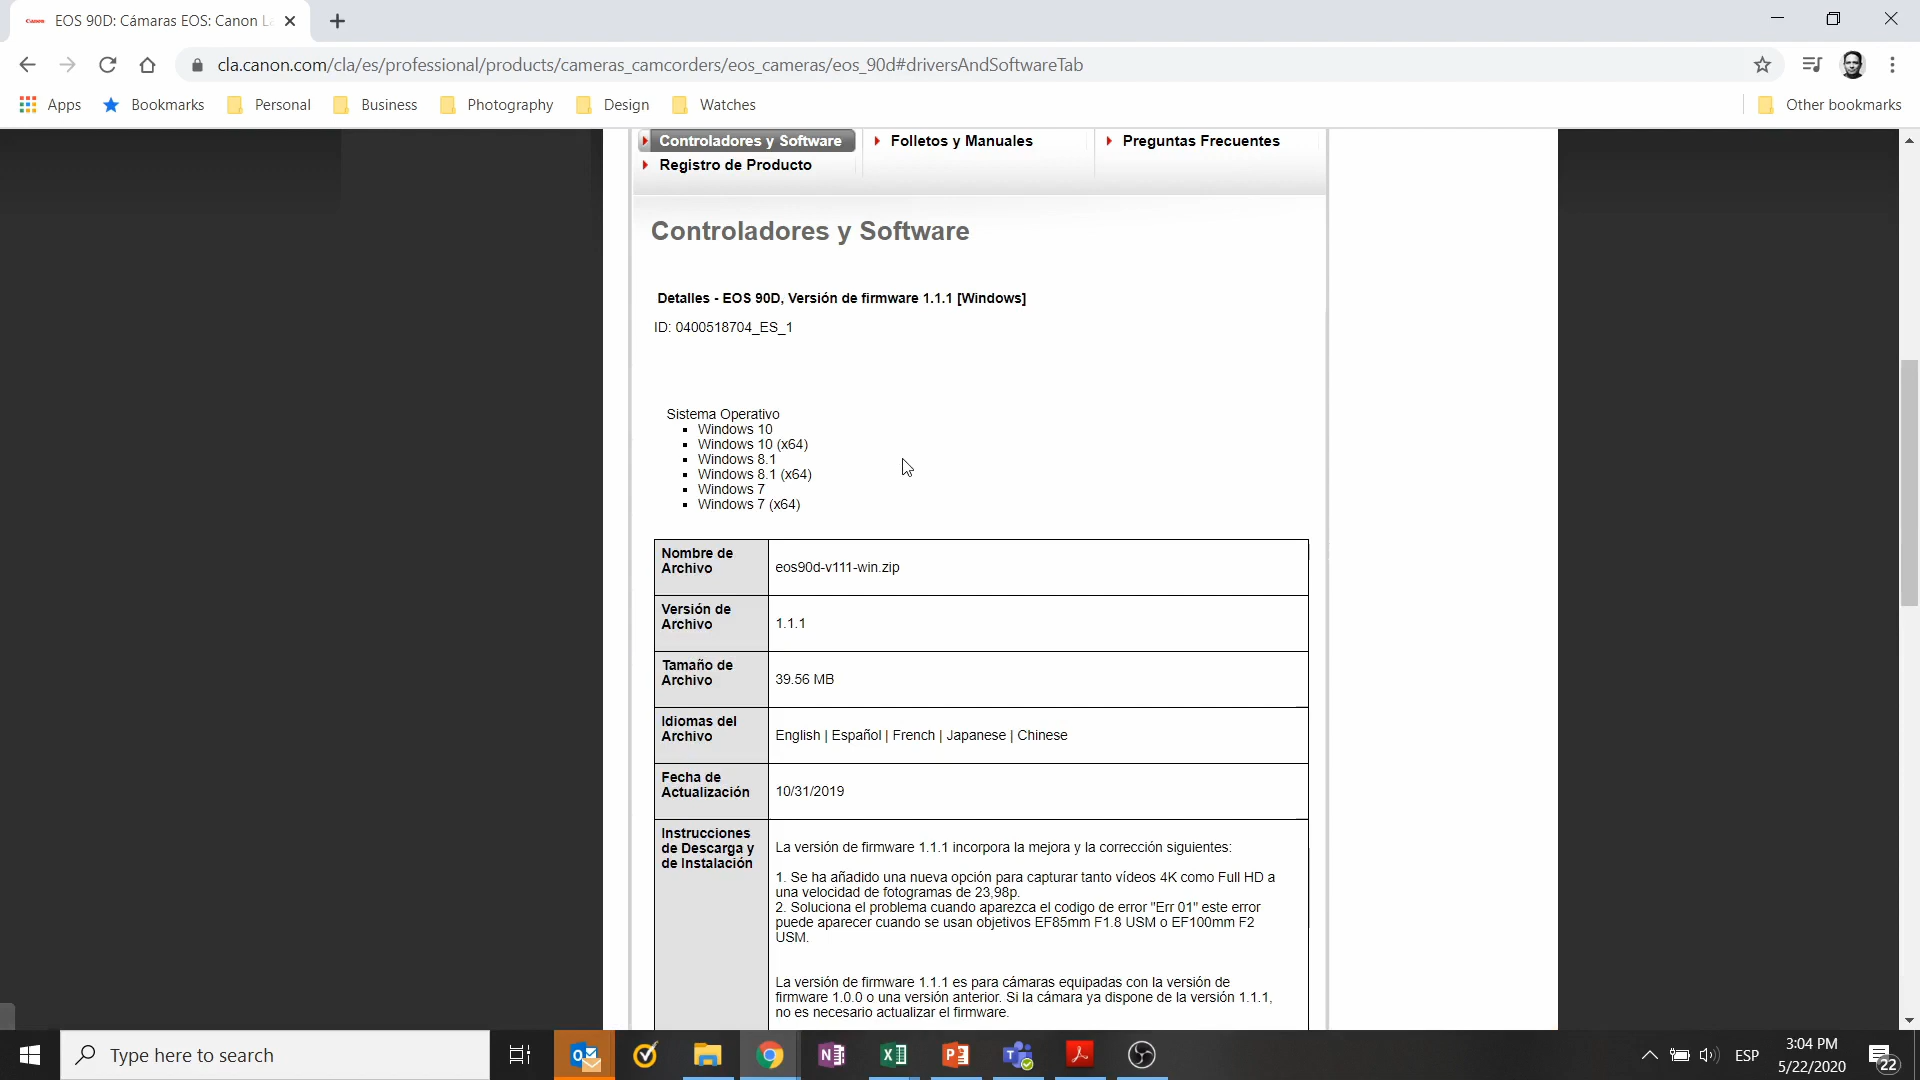 Canon EOS 90D: Cámaras EOS: Canon La
cla.canon.com/cla/es/professional/products/cameras_camcorders/eos_cameras/eos_90d#driversAndSoftwareTab
Apps Bookmarks Personal Business Photography Design Watches Other bookmarks
Controladores y Software Folletos y Manuales Preguntas Frecuentes
Registro de Producto
Controladores y Software
Detalles - EOS 90D, Versión de firmware 1.1.1 [Windows]
ID: 0400518704_ES_1
Sistema Operativo
Windows 10
Windows 10 (x64)
Windows 8.1
Windows 8.1 (x64)
Windows 7
Windows 7 (x64)
Nombre de
Archivo
eos90d-v111-win.zip
Versión de
Archivo
1.1.1
Tamaño de
Archivo
39.56 MB
Idiomas del
Archivo
English | Español | French | Japanese | Chinese
Fecha de
Actualización
10/31/2019
Instrucciones
de Descarga y
de Instalación
La versión de firmware 1.1.1 incorpora la mejora y la corrección siguientes:
1. Se ha añadido una nueva opción para capturar tanto vídeos 4K como Full HD a
una velocidad de fotogramas de 23,98p.
2. Soluciona el problema cuando aparezca el codigo de error "Err 01" este error
puede aparecer cuando se usan objetivos EF85mm F1.8 USM o EF100mm F2
USM.
La versión de firmware 1.1.1 es para cámaras equipadas con la versión de
firmware 1.0.0 o una versión anterior. Si la cámara ya dispone de la versión 1.1.1,
no es necesario actualizar el firmware.
Type here to search
ESP
3:04 PM
5/22/2020
22